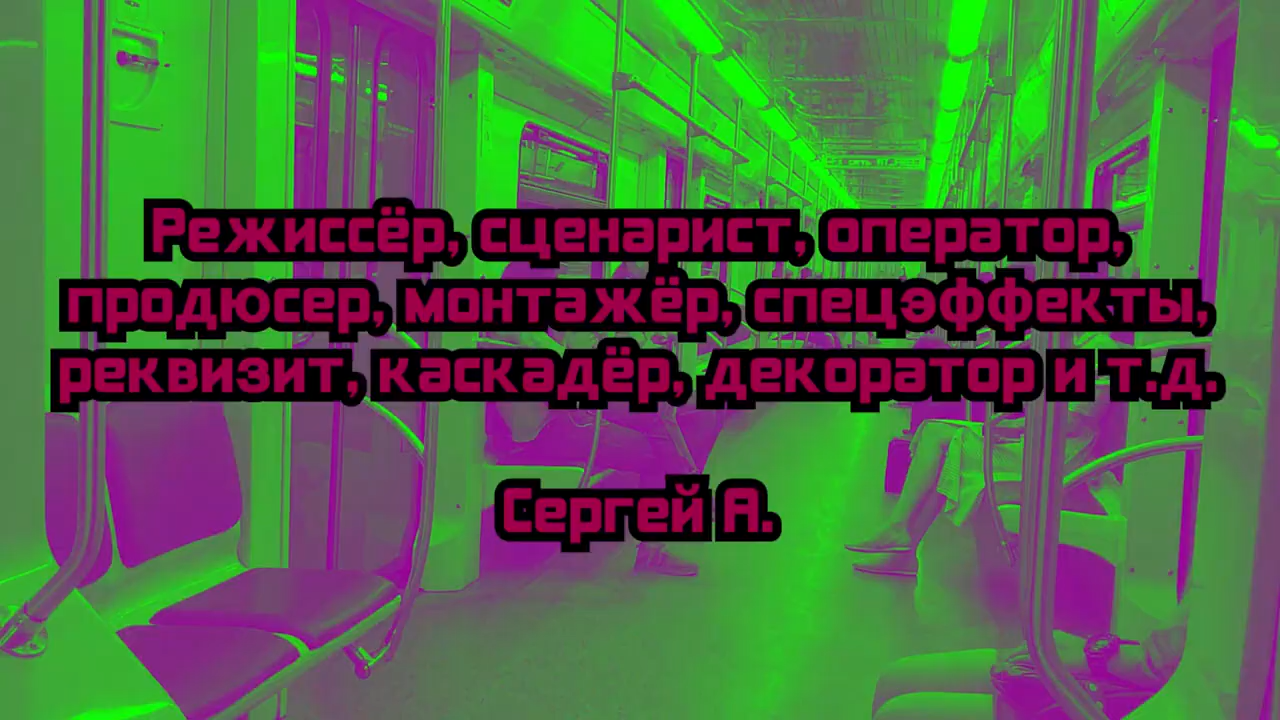 Режиссёр, сценарист, оператор,
продюсер, монтажёр, спецэффекты,
реквизит, каскадёр, декоратор и т.д.
Сергей А.